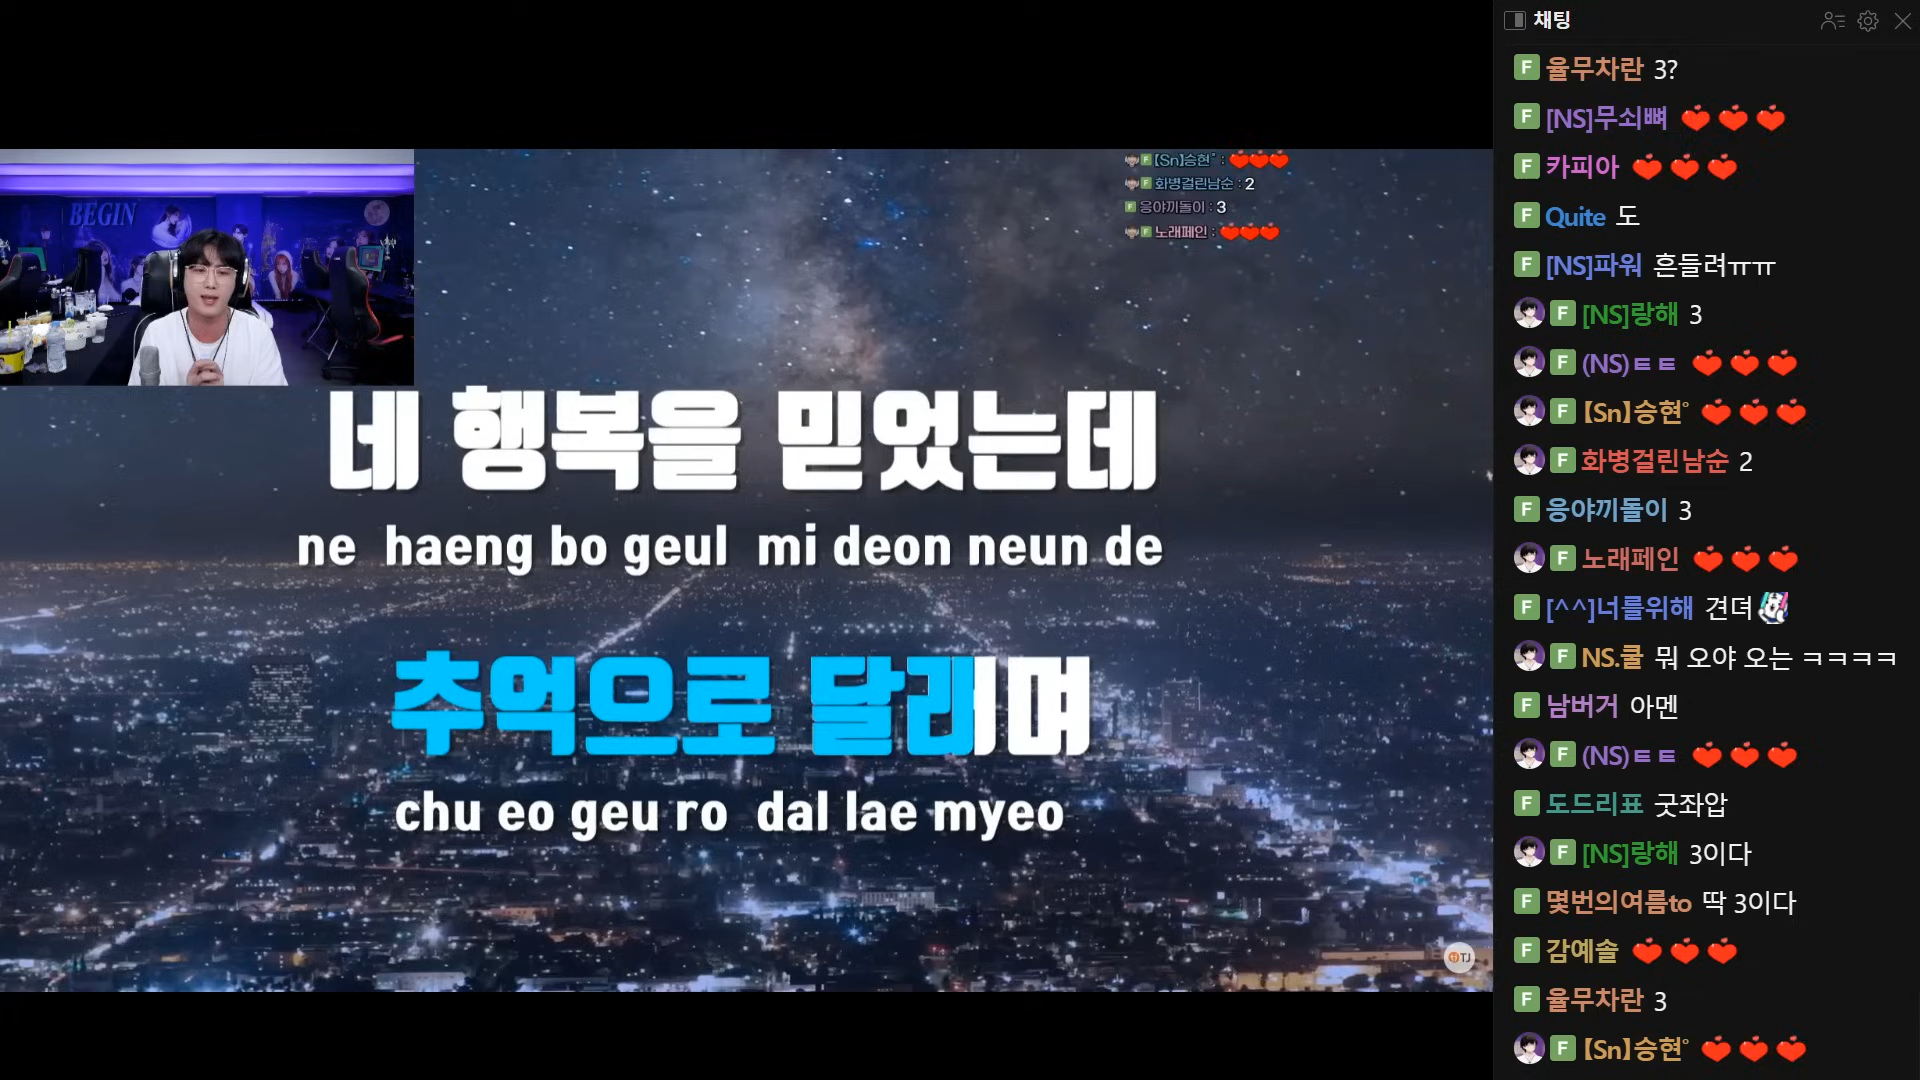 BEGIN
【Sn】승현˚ : 
화병걸린남순 : 2
응야끼돌이 : 3
노래페인 :
네 행복을 믿었는데
ne haeng bo geul mi deon neun de
추억으로 달래며
chu eo geu ro dal lae myeo
TJ
채팅
F 율무차란 3?
F [NS]무쇠뼈
F 카피아
F Quite 도
F [NS]파워 흔들려ㅠㅠ
F [NS]랑해 3
F (NS)ㅌㅌ
F 【Sn】승현˚
F 화병걸린남순 2
F 응야끼돌이 3
F 노래페인
F [^^]너를위해 견뎌
F NS.쿨 뭐 오야 오는 ㅋㅋㅋㅋ
F 남버거 아멘
F (NS)ㅌㅌ
F 도드리표 굿좌압
F [NS]랑해 3이다
F 몇번의여름to 딱 3이다
F 감예솔
F 율무차란 3
F 【Sn】승현˚